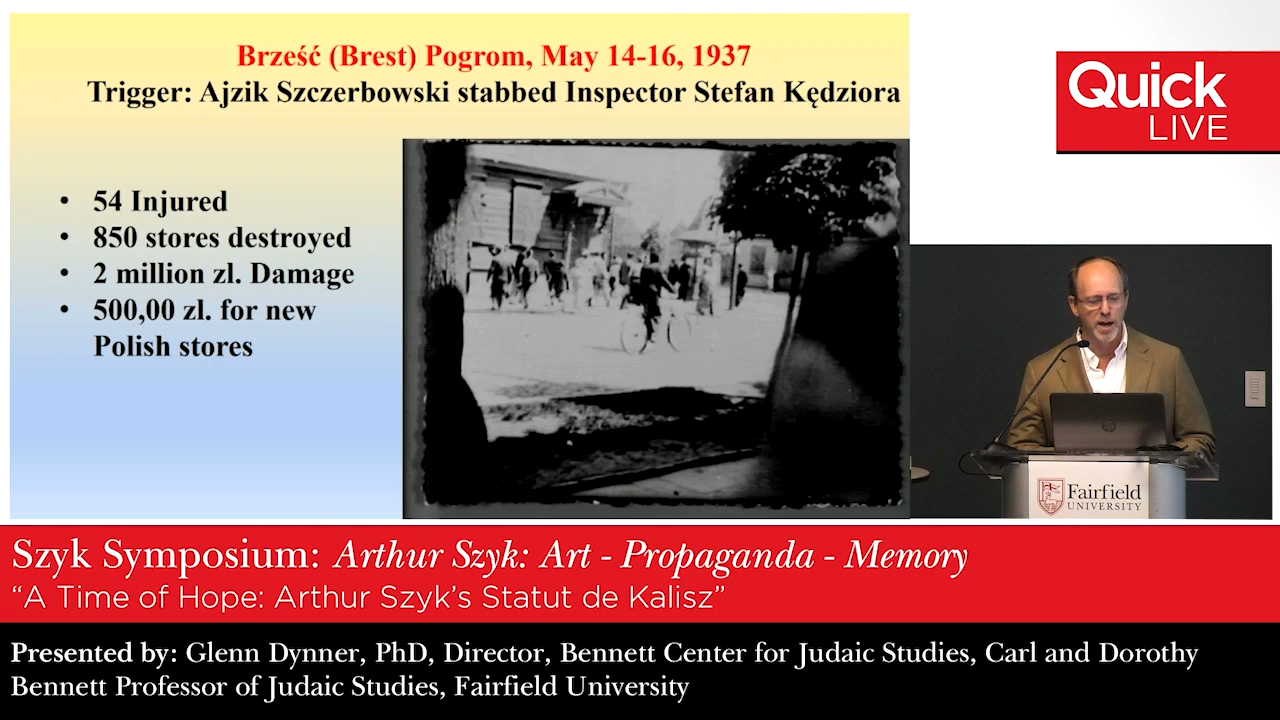 Brześć (Brest) Pogrom, May 14-16, 1937
Trigger: Ajzik Szczerbowski stabbed Inspector Stefan Kędziora
• 54 Injured
• 850 stores destroyed
• 2 million zl. Damage
• 500,00 zl. for new
Polish stores
Quick
LIVE
Fairfield
UNIVERSITY
Szyk Symposium: Arthur Szyk: Art - Propaganda - Memory
“A Time of Hope: Arthur Szyk’s Statut de Kalisz”
Presented by: Glenn Dynner, PhD, Director, Bennett Center for Judaic Studies, Carl and Dorothy
Bennett Professor of Judaic Studies, Fairfield University